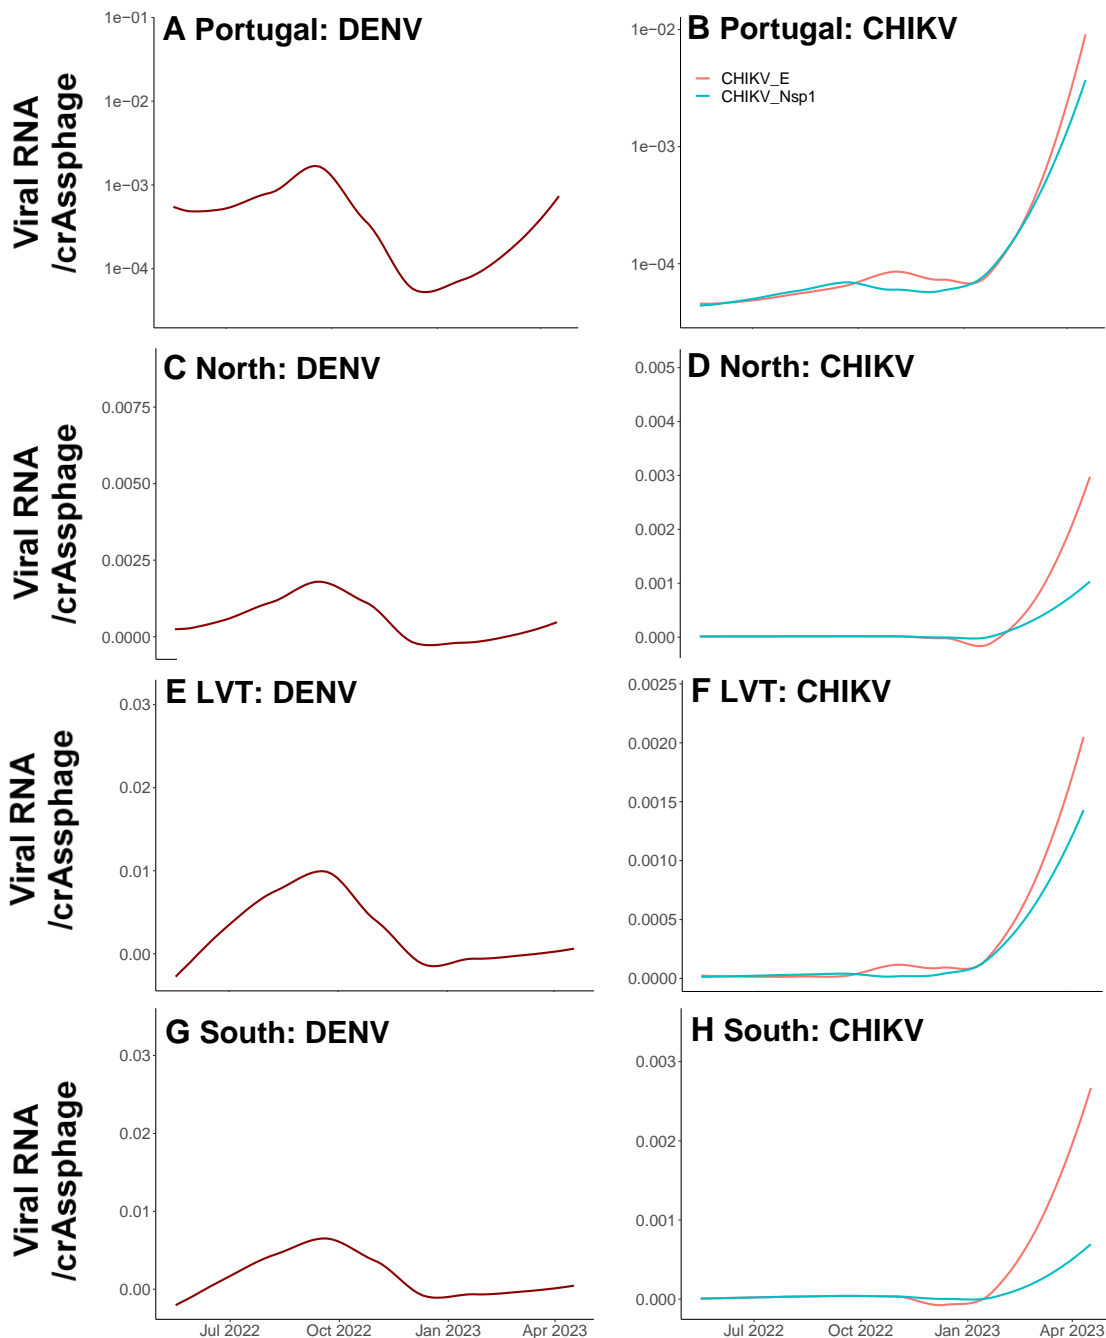 A Portugal: DENV
Viral RNA
/crAssphage
1e-01
1e-02
1e-03
1e-04
B Portugal: CHIKV
CHIKV_E
CHIKV_Nsp1
1e-02
1e-03
1e-04
C North: DENV
Viral RNA
/crAssphage
0.0075
0.0050
0.0025
0.0000
D North: CHIKV
0.005
0.004
0.003
0.002
0.001
0.000
E LVT: DENV
Viral RNA
/crAssphage
0.03
0.02
0.01
0.00
F LVT: CHIKV
0.0025
0.0020
0.0015
0.0010
0.0005
0.0000
G South: DENV
Viral RNA
/crAssphage
0.03
0.02
0.01
0.00
Jul 2022 Oct 2022 Jan 2023 Apr 2023
H South: CHIKV
0.003
0.002
0.001
0.000
Jul 2022 Oct 2022 Jan 2023 Apr 2023